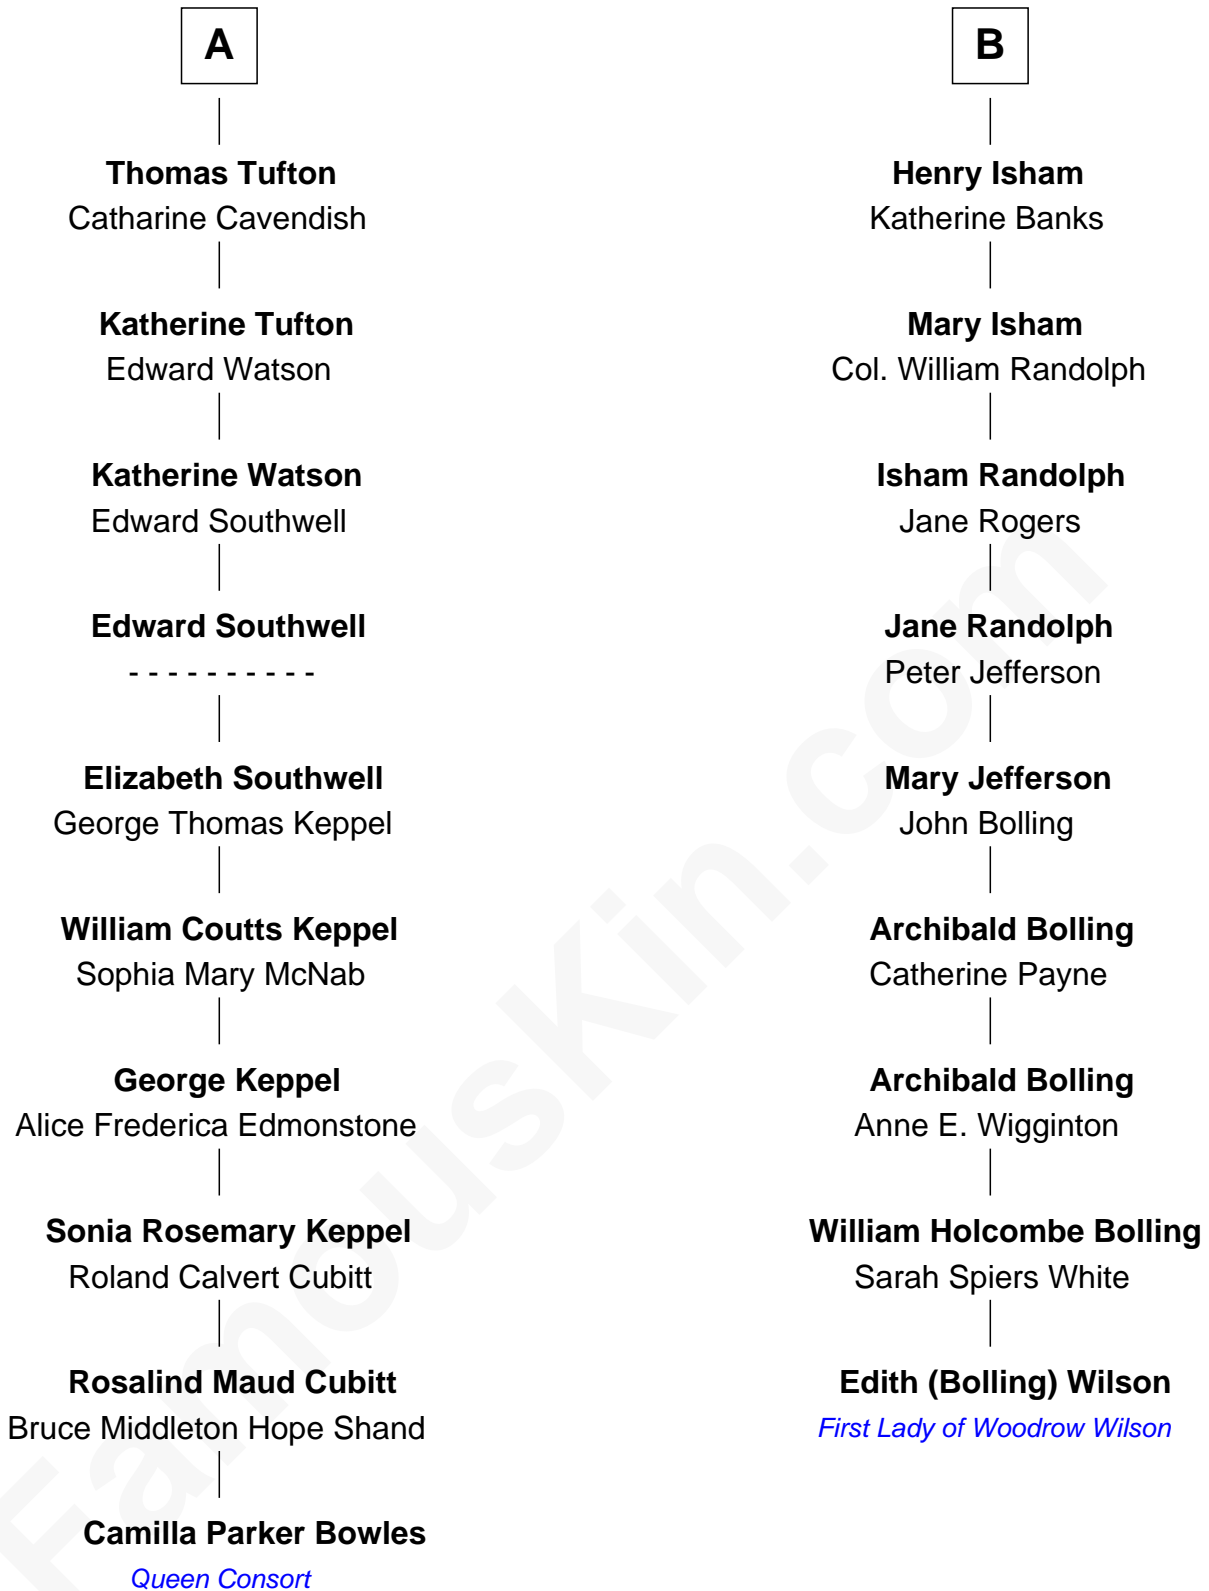 A
Thomas Tufton
Catharine Cavendish
Katherine Tufton
Edward Watson
Katherine Watson
Edward Southwell
Edward Southwell
- - - - - - - - - -
Elizabeth Southwell
George Thomas Keppel
William Coutts Keppel
Sophia Mary McNab
George Keppel
Alice Frederica Edmonstone
Sonia Rosemary Keppel
Roland Calvert Cubitt
Rosalind Maud Cubitt
Bruce Middleton Hope Shand
Camilla Parker Bowles
Queen Consort
B
Henry Isham
Katherine Banks
Mary Isham
Col. William Randolph
Isham Randolph
Jane Rogers
Jane Randolph
Peter Jefferson
Mary Jefferson
John Bolling
Archibald Bolling
Catherine Payne
Archibald Bolling
Anne E. Wigginton
William Holcombe Bolling
Sarah Spiers White
Edith (Bolling) Wilson
First Lady of Woodrow Wilson
FamousKin.com